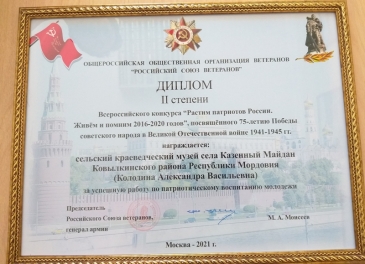 ОБЩЕРОССИЙСКАЯ ОБЩЕСТВЕННАЯ ОРГАНИЗАЦИЯ ВЕТЕРАНОВ
"РОССИЙСКИЙ СОЮЗ ВЕТЕРАНОВ"
ДИПЛОМ
II степени
Всероссийского конкурса "Растим патриотов России.
Живём и помним 2016-2020 годов", посвящённого 75-летию Победы
советского народа в Великой Отечественной войне 1941-1945 гг.
награждается:
сельский краеведческий музей села Казенный Майдан
Ковылкинского района Республики Мордовия
(Колодина Александра Васильевна)
за успешную работу по патриотическому воспитанию молодежи
Председатель
Российского Союза ветеранов,
генерал армии
М. А. Моисеев
Москва - 2021 г.